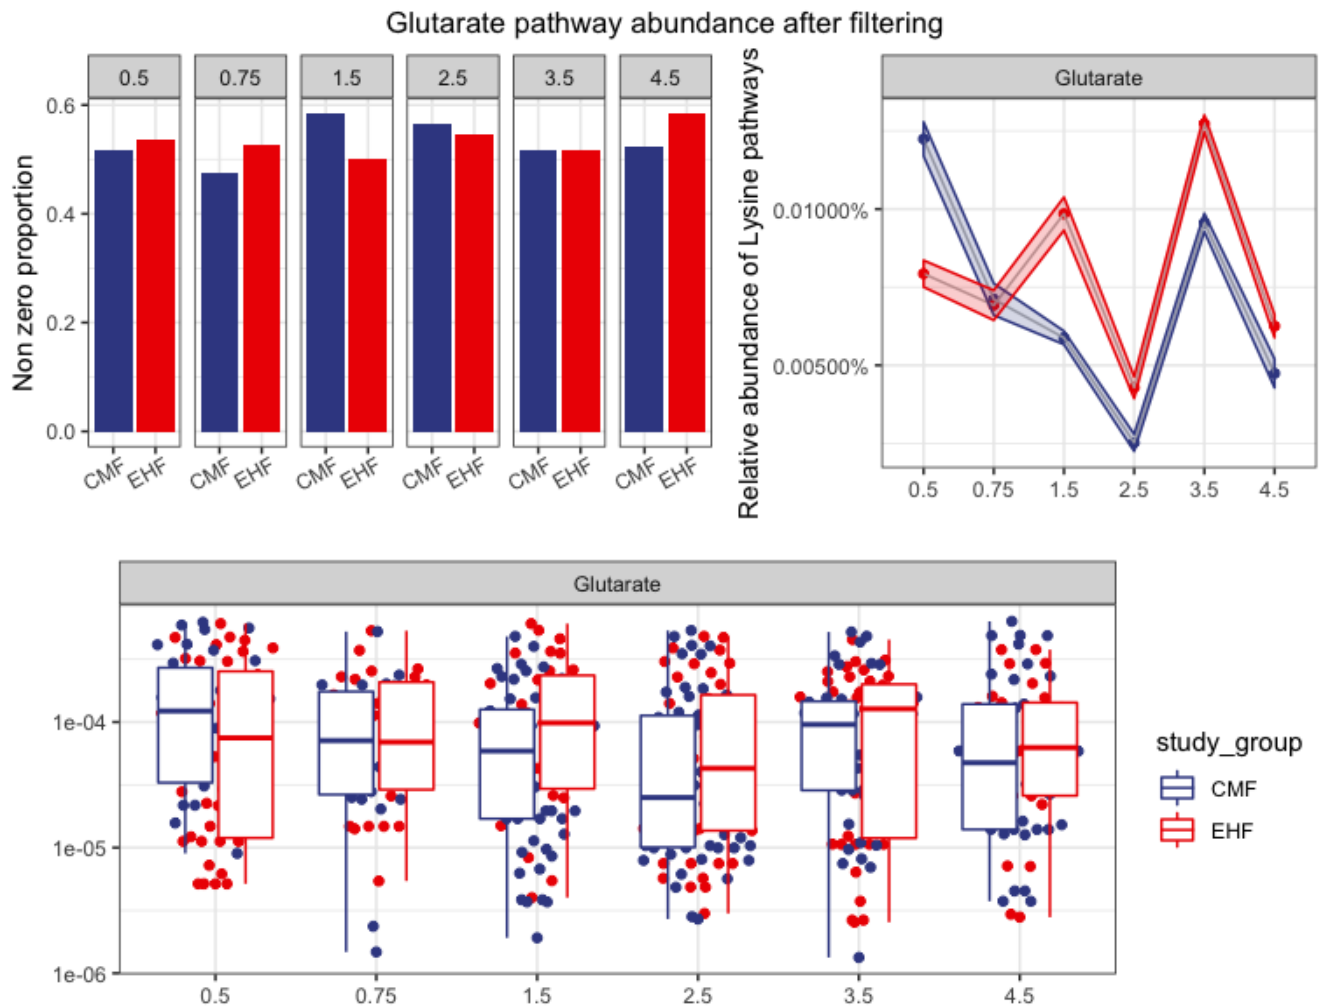 Glutarate pathway abundance after filtering
0.5 0.75 1.5 2.5 3.5 4.5
Non zero proportion
0.6
0.4
0.2
0.0
CMF EHF CMF EHF CMF EHF CMF EHF CMF EHF CMF EHF
Relative abundance of Lysine pathways
Glutarate
0.01000%
0.00500%
0.5 0.75 1.5 2.5 3.5 4.5
Glutarate
1e-04
1e-05
1e-06
0.5 0.75 1.5 2.5 3.5 4.5
study_group
CMF
EHF